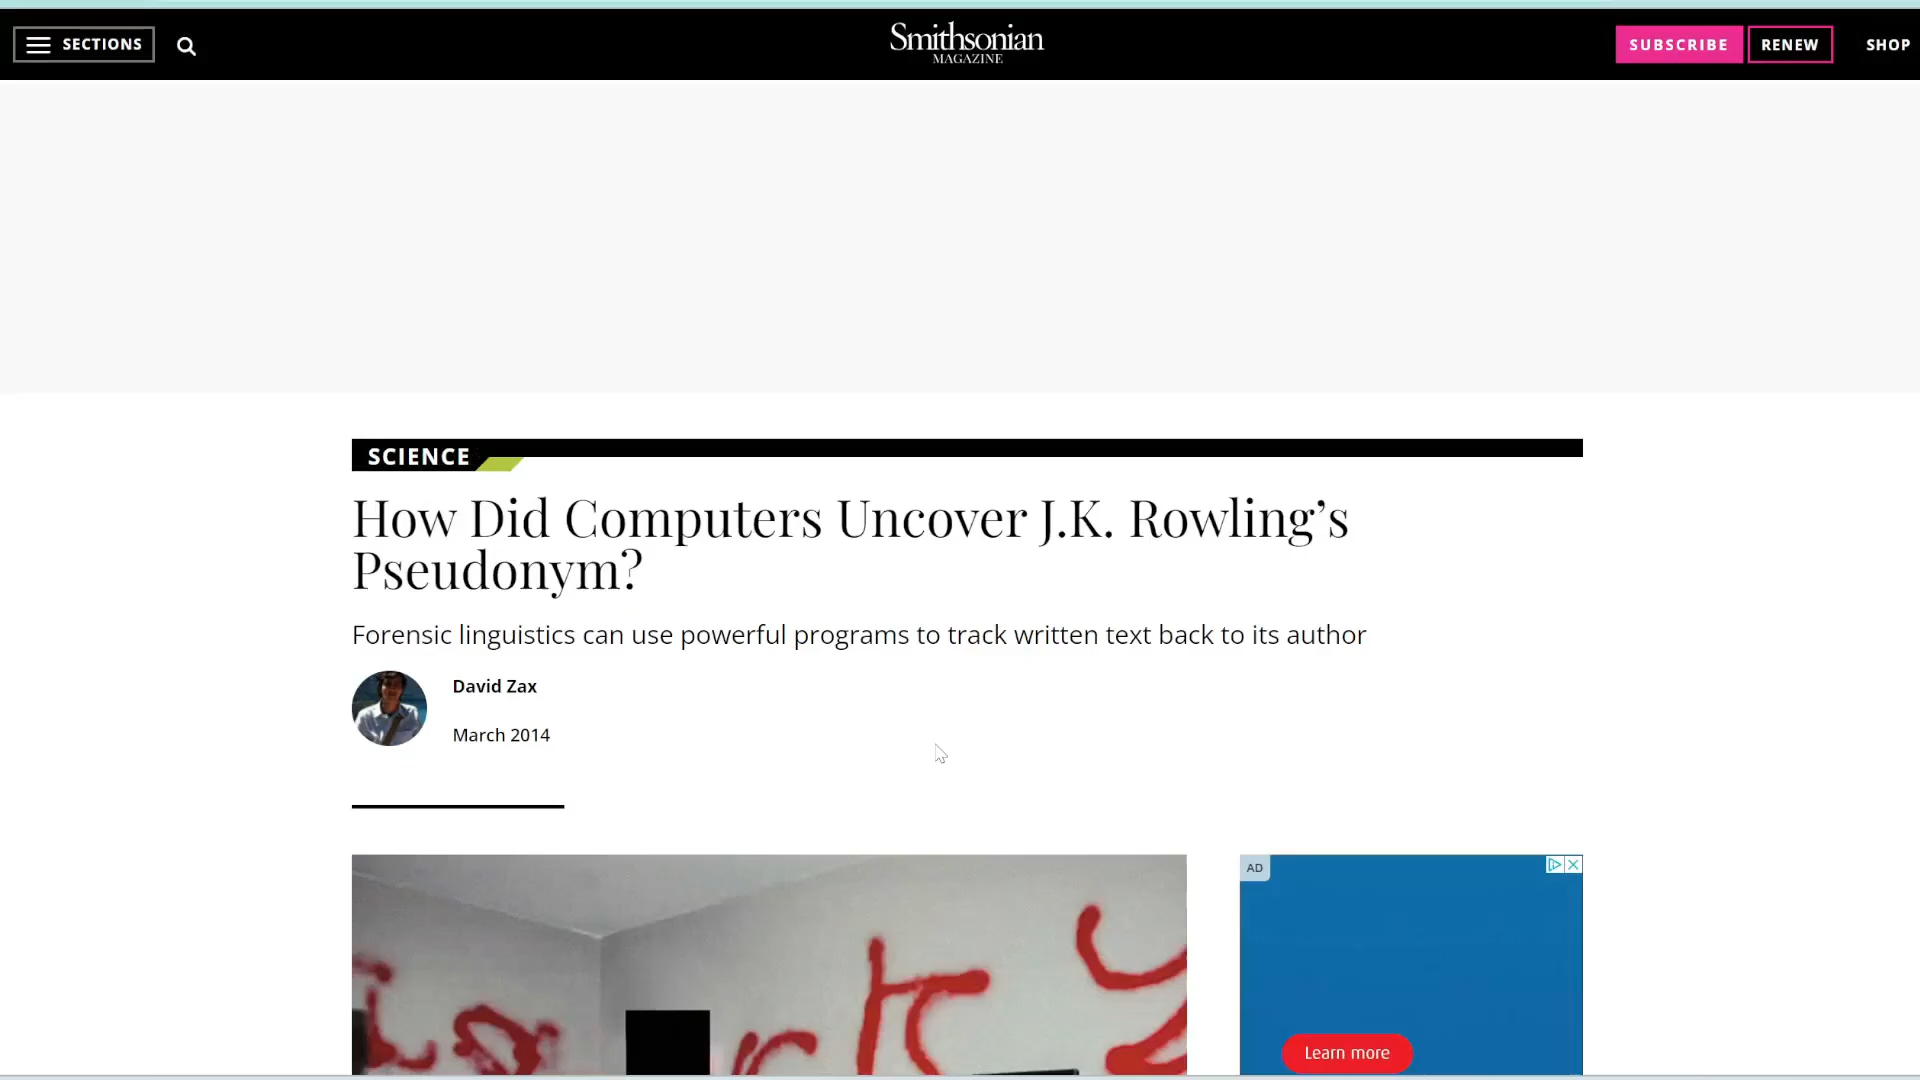 SECTIONS
Smithsonian
MAGAZINE
SUBSCRIBE
RENEW
SHOP
SCIENCE
How Did Computers Uncover J.K. Rowling’s
Pseudonym?
Forensic linguistics can use powerful programs to track written text back to its author
David Zax
March 2014
AD
Learn more